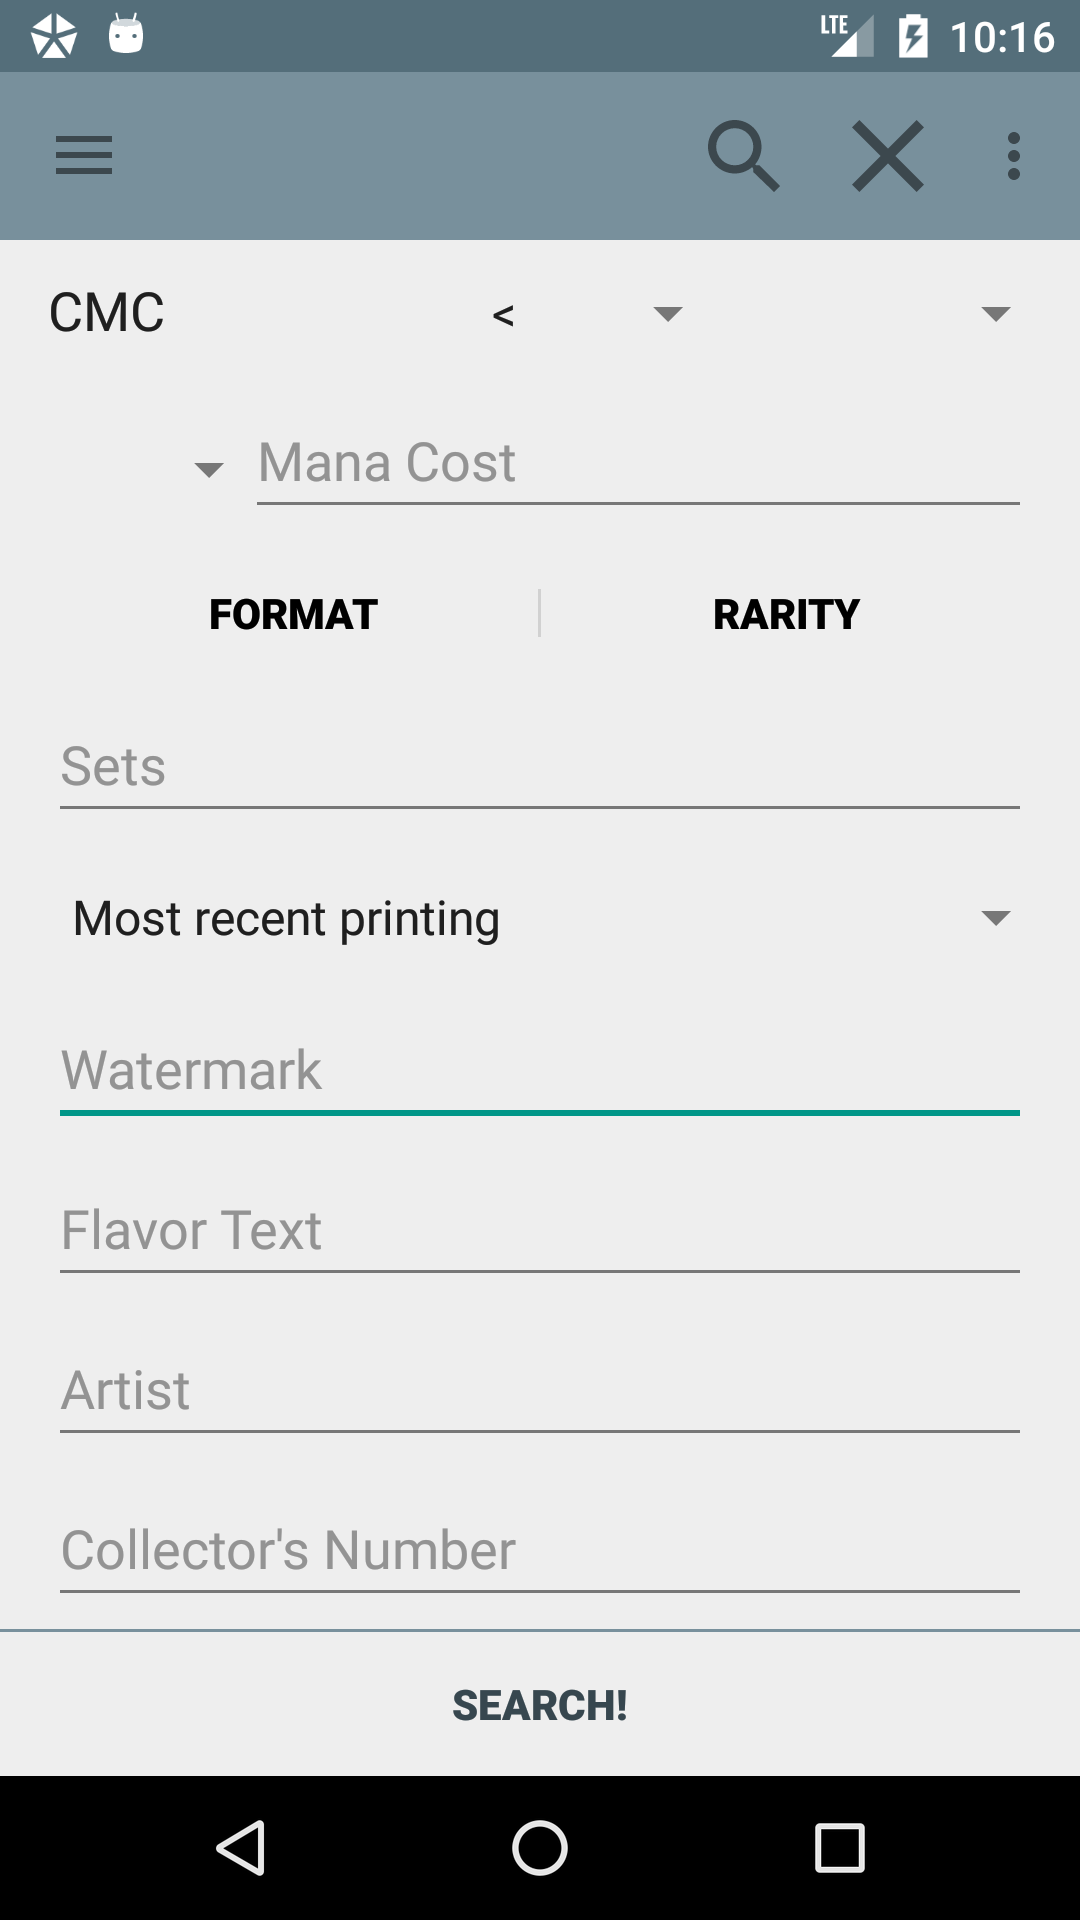 LTE 10:16
CMC <
Mana Cost
FORMAT RARITY
Sets
Most recent printing
Watermark
Flavor Text
Artist
Collector's Number
SEARCH!